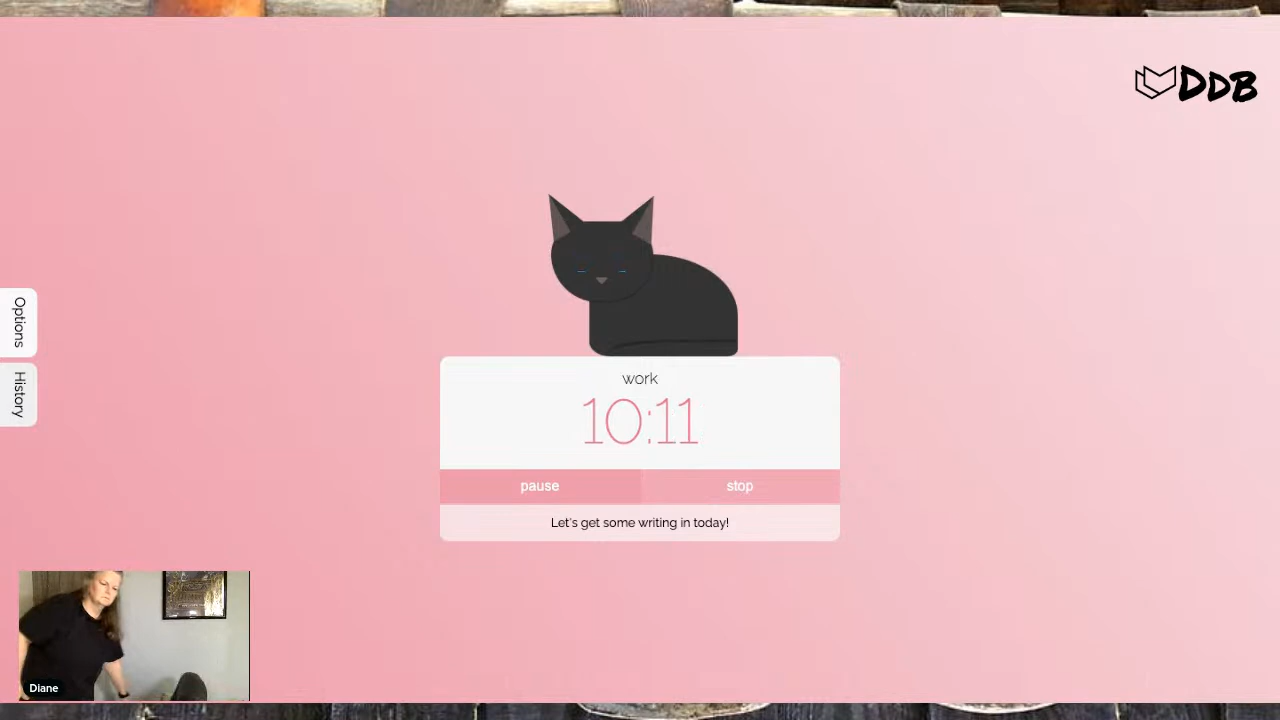 DDB
Options
History
work
10:11
pause stop
Let's get some writing in today!
Diane